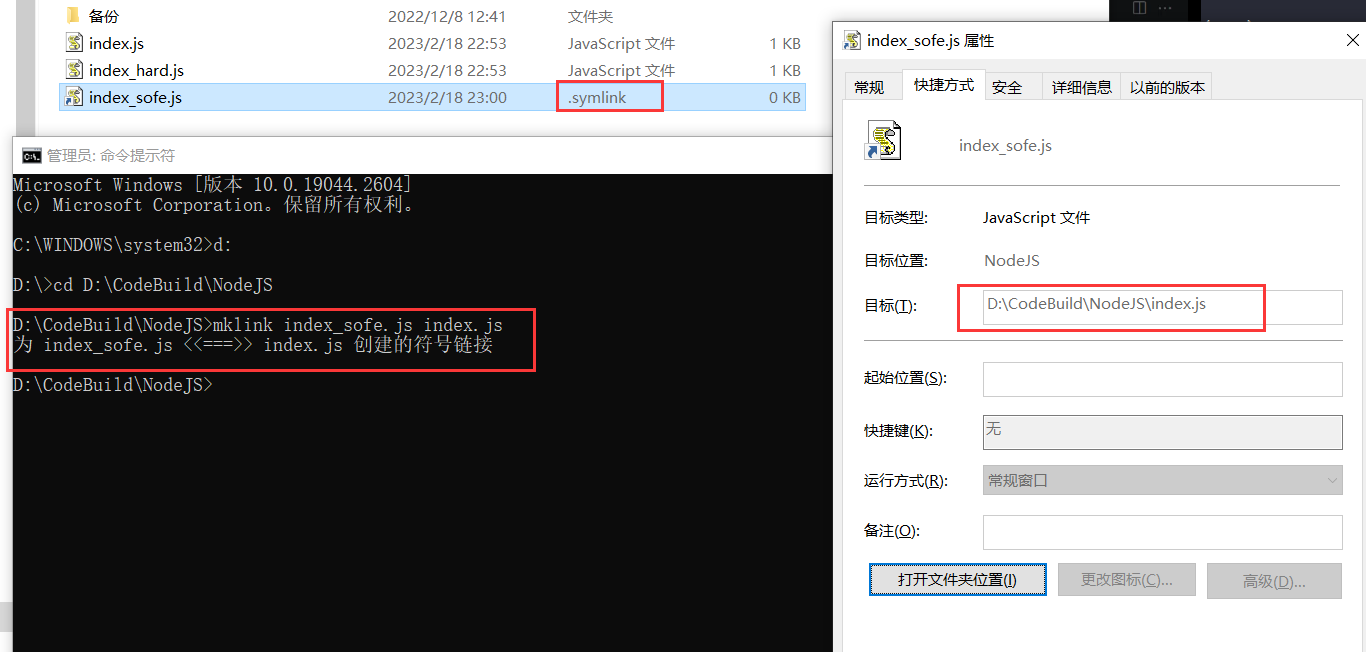 备份 2022/12/8 12:41 文件夹
index.js 2023/2/18 22:53 JavaScript 文件 1 KB
index_hard.js 2023/2/18 22:53 JavaScript 文件 1 KB
index_sofe.js 2023/2/18 23:00 .symlink 0 KB
管理员: 命令提示符
Microsoft Windows [版本 10.0.19044.2604]
(c) Microsoft Corporation。保留所有权利。
C:\WINDOWS\system32>d:
D:\>cd D:\CodeBuild\NodeJS
D:\CodeBuild\NodeJS>mklink index_sofe.js index.js
为 index_sofe.js <<===>> index.js 创建的符号链接
D:\CodeBuild\NodeJS>
index_sofe.js 属性
常规 快捷方式 安全 详细信息 以前的版本
index_sofe.js
目标类型: JavaScript 文件
目标位置: NodeJS
目标(T): D:\CodeBuild\NodeJS\index.js
起始位置(S):
快捷键(K): 无
运行方式(R): 常规窗口
备注(O):
打开文件夹位置(I) 更改图标(C)... 高级(D)...